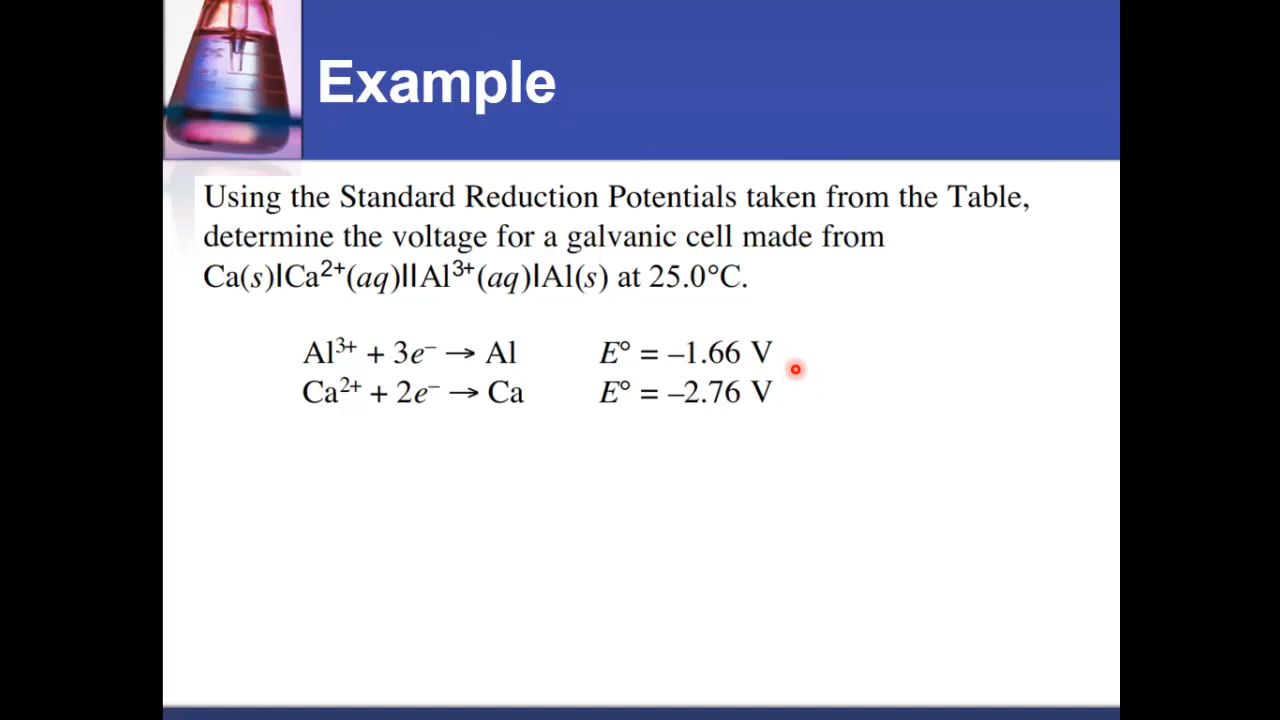 Example
Using the Standard Reduction Potentials taken from the Table,
determine the voltage for a galvanic cell made from
Ca(s)|Ca²⁺(aq)||Al³⁺(aq)|Al(s) at 25.0°C.
Al³⁺ + 3e⁻ → Al E° = –1.66 V
Ca²⁺ + 2e⁻ → Ca E° = –2.76 V